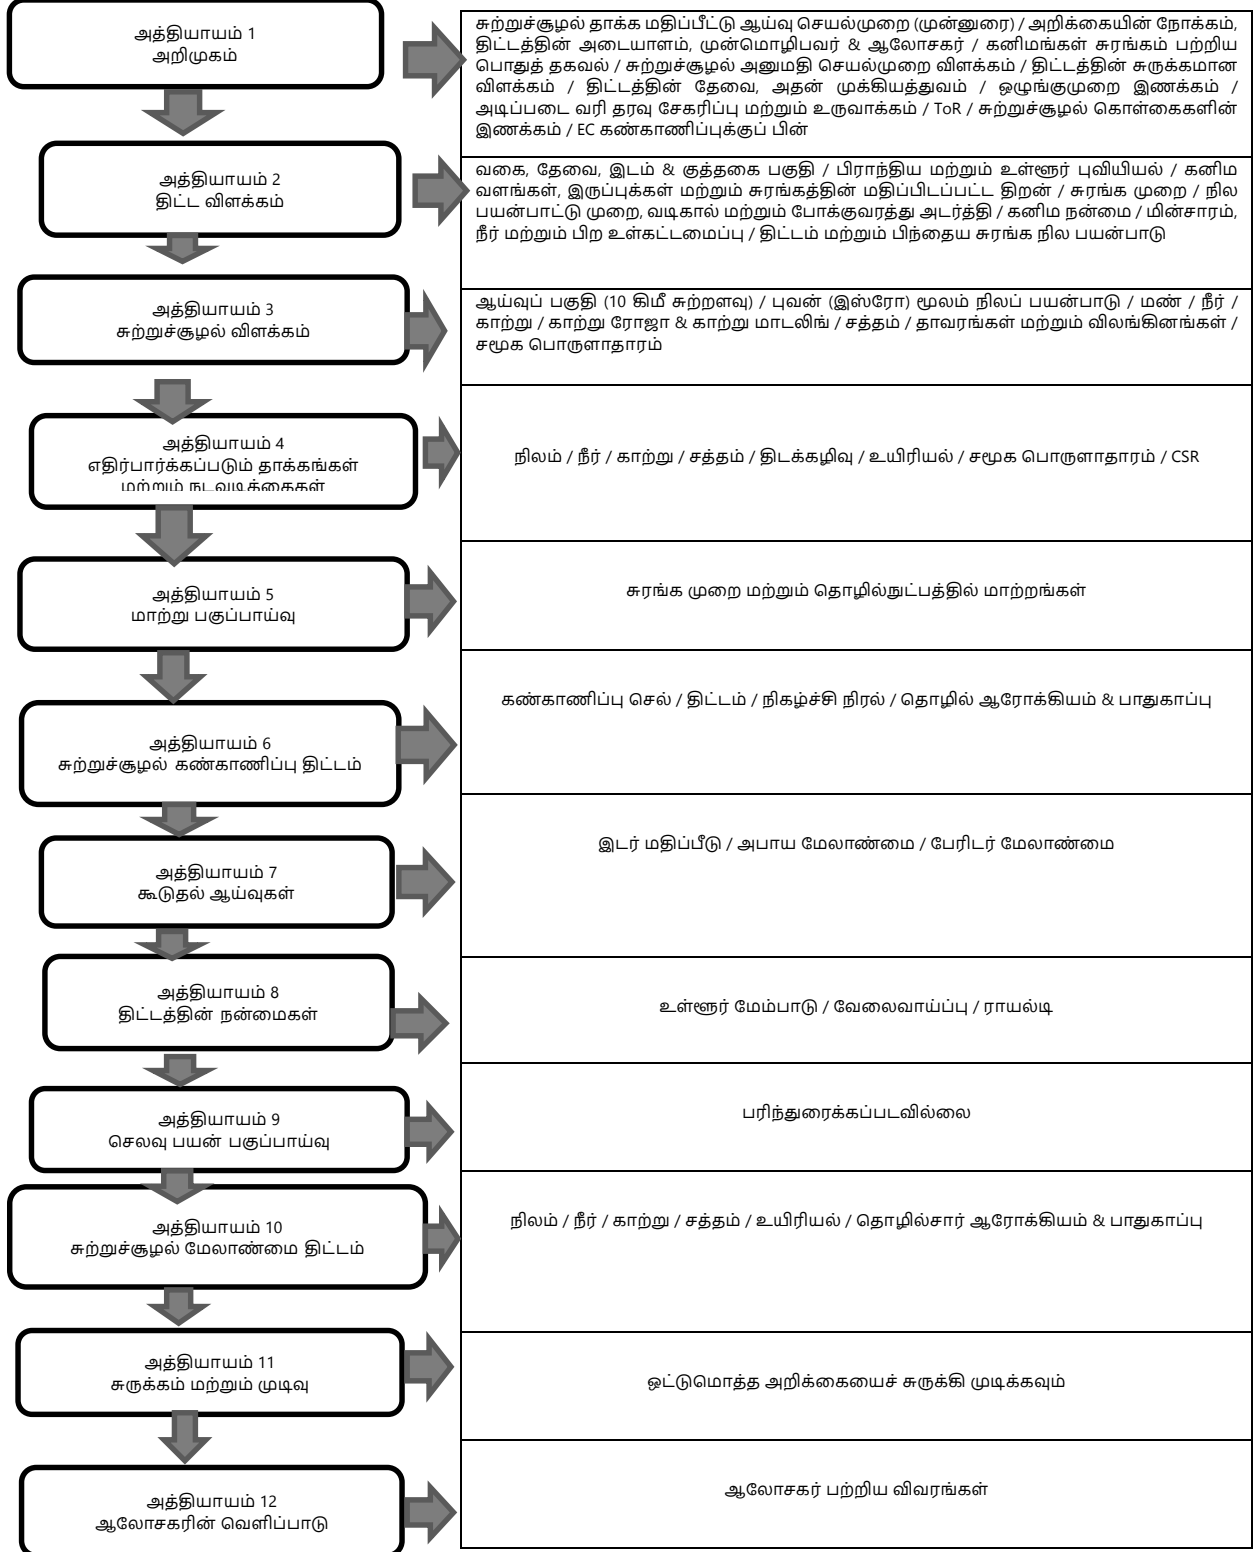 அத்தியாயம் 1
அறிமுகம்
சுற்றுச்சூழல் தாக்க மதிப்பீட்டு ஆய்வு செயல்முறை (முன்னுரை) / அறிக்கையின் நோக்கம்,
திட்டத்தின் அடையாளம், முன்மொழிபவர் & ஆலோசகர் / கனிமங்கள் சுரங்கம் பற்றிய
பொதுத் தகவல் / சுற்றுச்சூழல் அனுமதி செயல்முறை விளக்கம் / திட்டத்தின் சுருக்கமான
விளக்கம் / திட்டத்தின் தேவை, அதன் முக்கியத்துவம் / ஒழுங்குமுறை இணக்கம் /
அடிப்படை வரி தரவு சேகரிப்பு மற்றும் உருவாக்கம் / ToR / சுற்றுச்சூழல் கொள்கைகளின்
இணக்கம் / EC கண்காணிப்புக்குப் பின்
அத்தியாயம் 2
திட்ட விளக்கம்
வகை, தேவை, இடம் & குத்தகை பகுதி / பிராந்திய மற்றும் உள்ளூர் புவியியல் / கனிம
வளங்கள், இருப்புக்கள் மற்றும் சுரங்கத்தின் மதிப்பிடப்பட்ட திறன் / சுரங்க முறை / நில
பயன்பாட்டு முறை, வடிகால் மற்றும் போக்குவரத்து அடர்த்தி / கனிம நன்மை / மின்சாரம்,
நீர் மற்றும் பிற உள்கட்டமைப்பு / திட்டம் மற்றும் பிந்தைய சுரங்க நில பயன்பாடு
அத்தியாயம் 3
சுற்றுச்சூழல் விளக்கம்
ஆய்வுப் பகுதி (10 கிமீ சுற்றளவு) / புவன் (இஸ்ரோ) மூலம் நிலப் பயன்பாடு / மண் / நீர் /
காற்று / காற்று ரோஜா & காற்று மாடலிங் / சத்தம் / தாவரங்கள் மற்றும் விலங்கினங்கள் /
சமூக பொருளாதாரம்
அத்தியாயம் 4
எதிர்பார்க்கப்படும் தாக்கங்கள்
மற்றும் நடவடிக்கைகள்
நிலம் / நீர் / காற்று / சத்தம் / திடக்கழிவு / உயிரியல் / சமூக பொருளாதாரம் / CSR
அத்தியாயம் 5
மாற்று பகுப்பாய்வு
சுரங்க முறை மற்றும் தொழில்நுட்பத்தில் மாற்றங்கள்
அத்தியாயம் 6
சுற்றுச்சூழல் கண்காணிப்பு திட்டம்
கண்காணிப்பு செல் / திட்டம் / நிகழ்ச்சி நிரல் / தொழில் ஆரோக்கியம் & பாதுகாப்பு
அத்தியாயம் 7
கூடுதல் ஆய்வுகள்
இடர் மதிப்பீடு / அபாய மேலாண்மை / பேரிடர் மேலாண்மை
அத்தியாயம் 8
திட்டத்தின் நன்மைகள்
உள்ளூர் மேம்பாடு / வேலைவாய்ப்பு / ராயல்டி
அத்தியாயம் 9
செலவு பயன் பகுப்பாய்வு
பரிந்துரைக்கப்படவில்லை
அத்தியாயம் 10
சுற்றுச்சூழல் மேலாண்மை திட்டம்
நிலம் / நீர் / காற்று / சத்தம் / உயிரியல் / தொழில்சார் ஆரோக்கியம் & பாதுகாப்பு
அத்தியாயம் 11
சுருக்கம் மற்றும் முடிவு
ஒட்டுமொத்த அறிக்கையைச் சுருக்கி முடிக்கவும்
அத்தியாயம் 12
ஆலோசகரின் வெளிப்பாடு
ஆலோசகர் பற்றிய விவரங்கள்